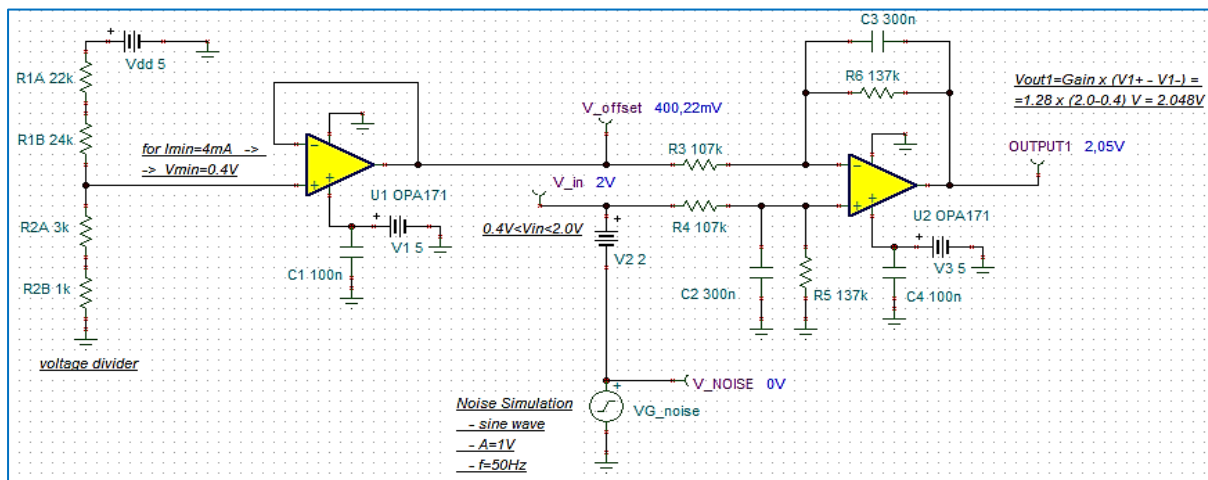 Vdd 5
R1A 22k
R1B 24k
for Imin=4mA ->
-> Vmin=0.4V
R2A 3k
R2B 1k
voltage divider
U1 OPA171
V1 5
C1 100n
V_offset 400,22mV
V_in 2V
0.4V<Vin<2.0V
V2 2
R3 107k
R4 107k
C2 300n
R5 137k
C3 300n
R6 137k
U2 OPA171
V3 5
C4 100n
Vout1=Gain x (V1+ - V1-) =
=1.28 x (2.0-0.4) V = 2.048V
OUTPUT1 2,05V
V_NOISE 0V
VG_noise
Noise Simulation
- sine wave
- A=1V
- f=50Hz